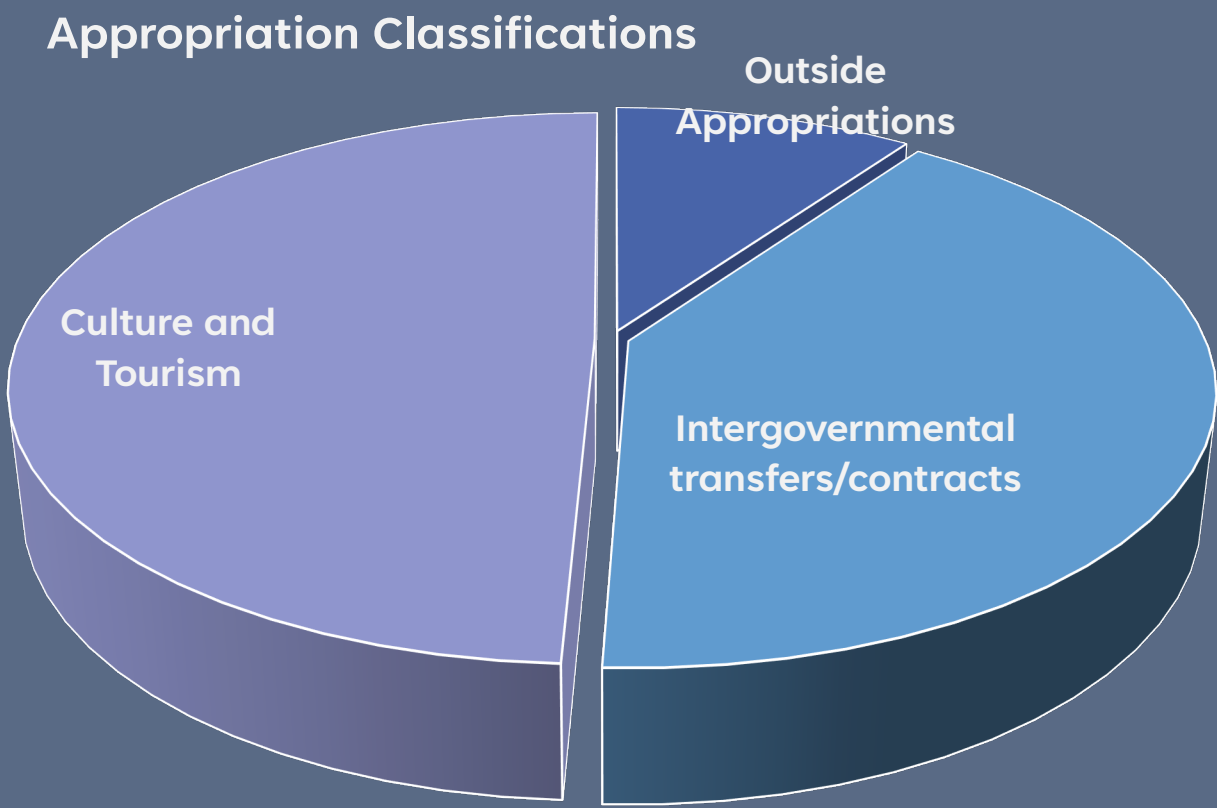 Appropriation Classifications
Outside
Appropriations
Culture and
Tourism
Intergovernmental
transfers/contracts